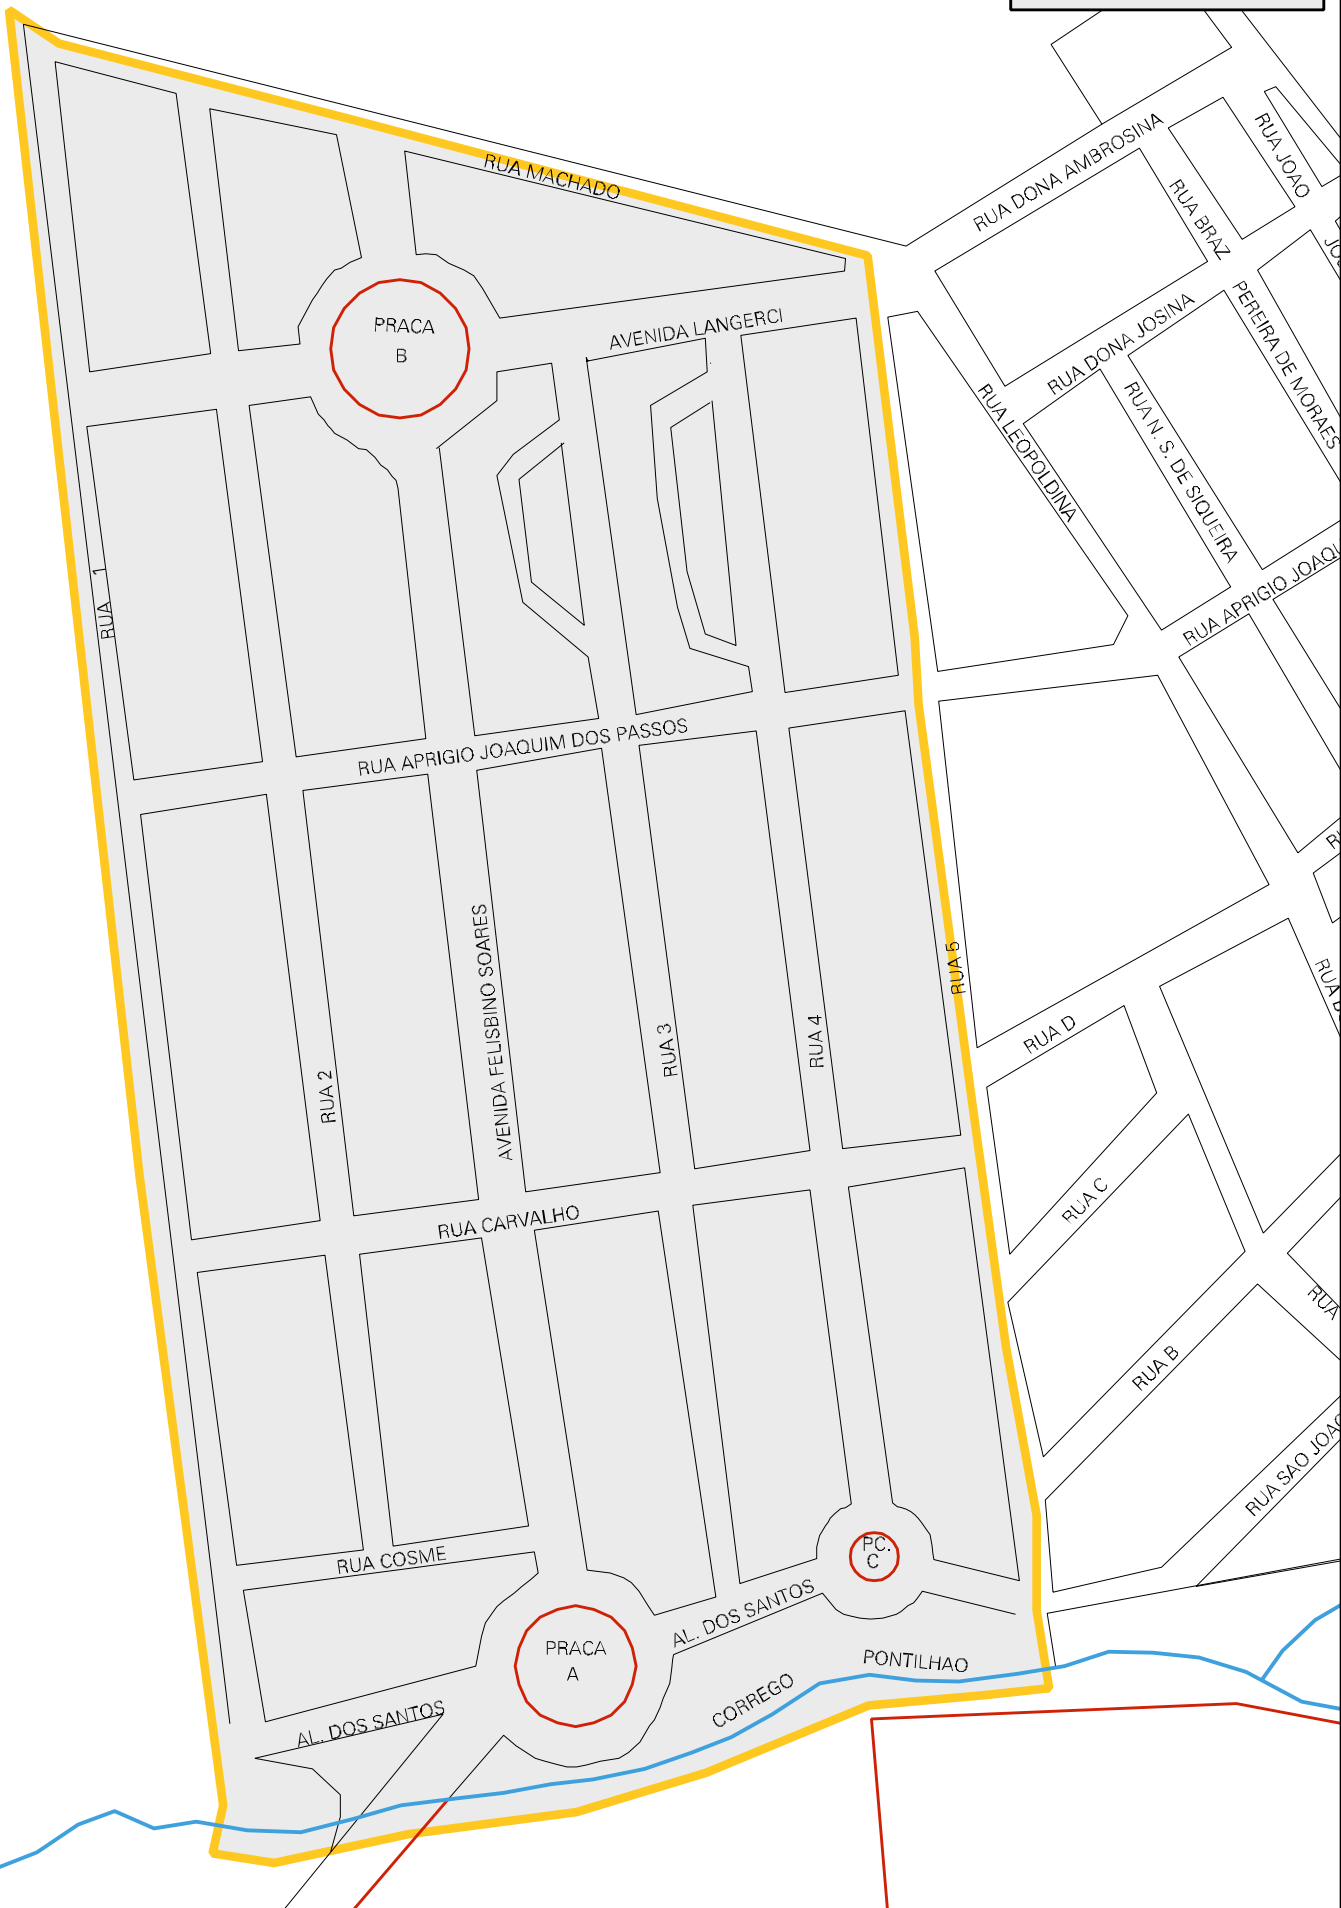 RUA MACHADO
RUA DONA AMBROSINA
RUA JOAO
RUA BRAZ
PRACA
B
AVENIDA LANGERCI
RUA DONA JOSINA
PEREIRA DE MORAES
RUA LEOPOLDINA
RUA N. S. DE SIQUEIRA
RUA 1
RUA APRIGIO JOAQU
RUA APRIGIO JOAQUIM DOS PASSOS
AVENIDA FELISBINO SOARES
RUA 5
RUA 2
RUA 3
RUA 4
RUA D
RUA
RUA C
RUA CARVALHO
RUA
RUA B
RUA SAO JOAO
RUA COSME
PC.
C
AL. DOS SANTOS
PRACA
A
PONTILHAO
CORREGO
AL. DOS SANTOS